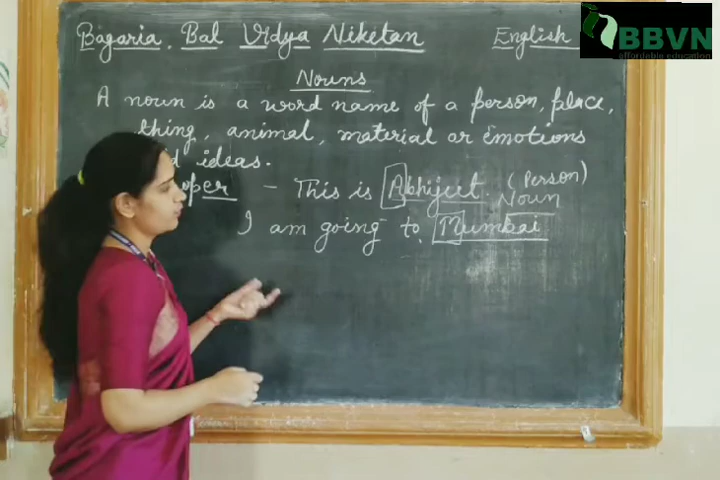 Bagaria Bal Vidya Niketan English
BBVN
affordable education
Nouns
A noun is a word name of a person, place,
thing, animal, material or emotions
ideas.
- This is Abhijeet. (Person)
Noun
I am going to Mumbai